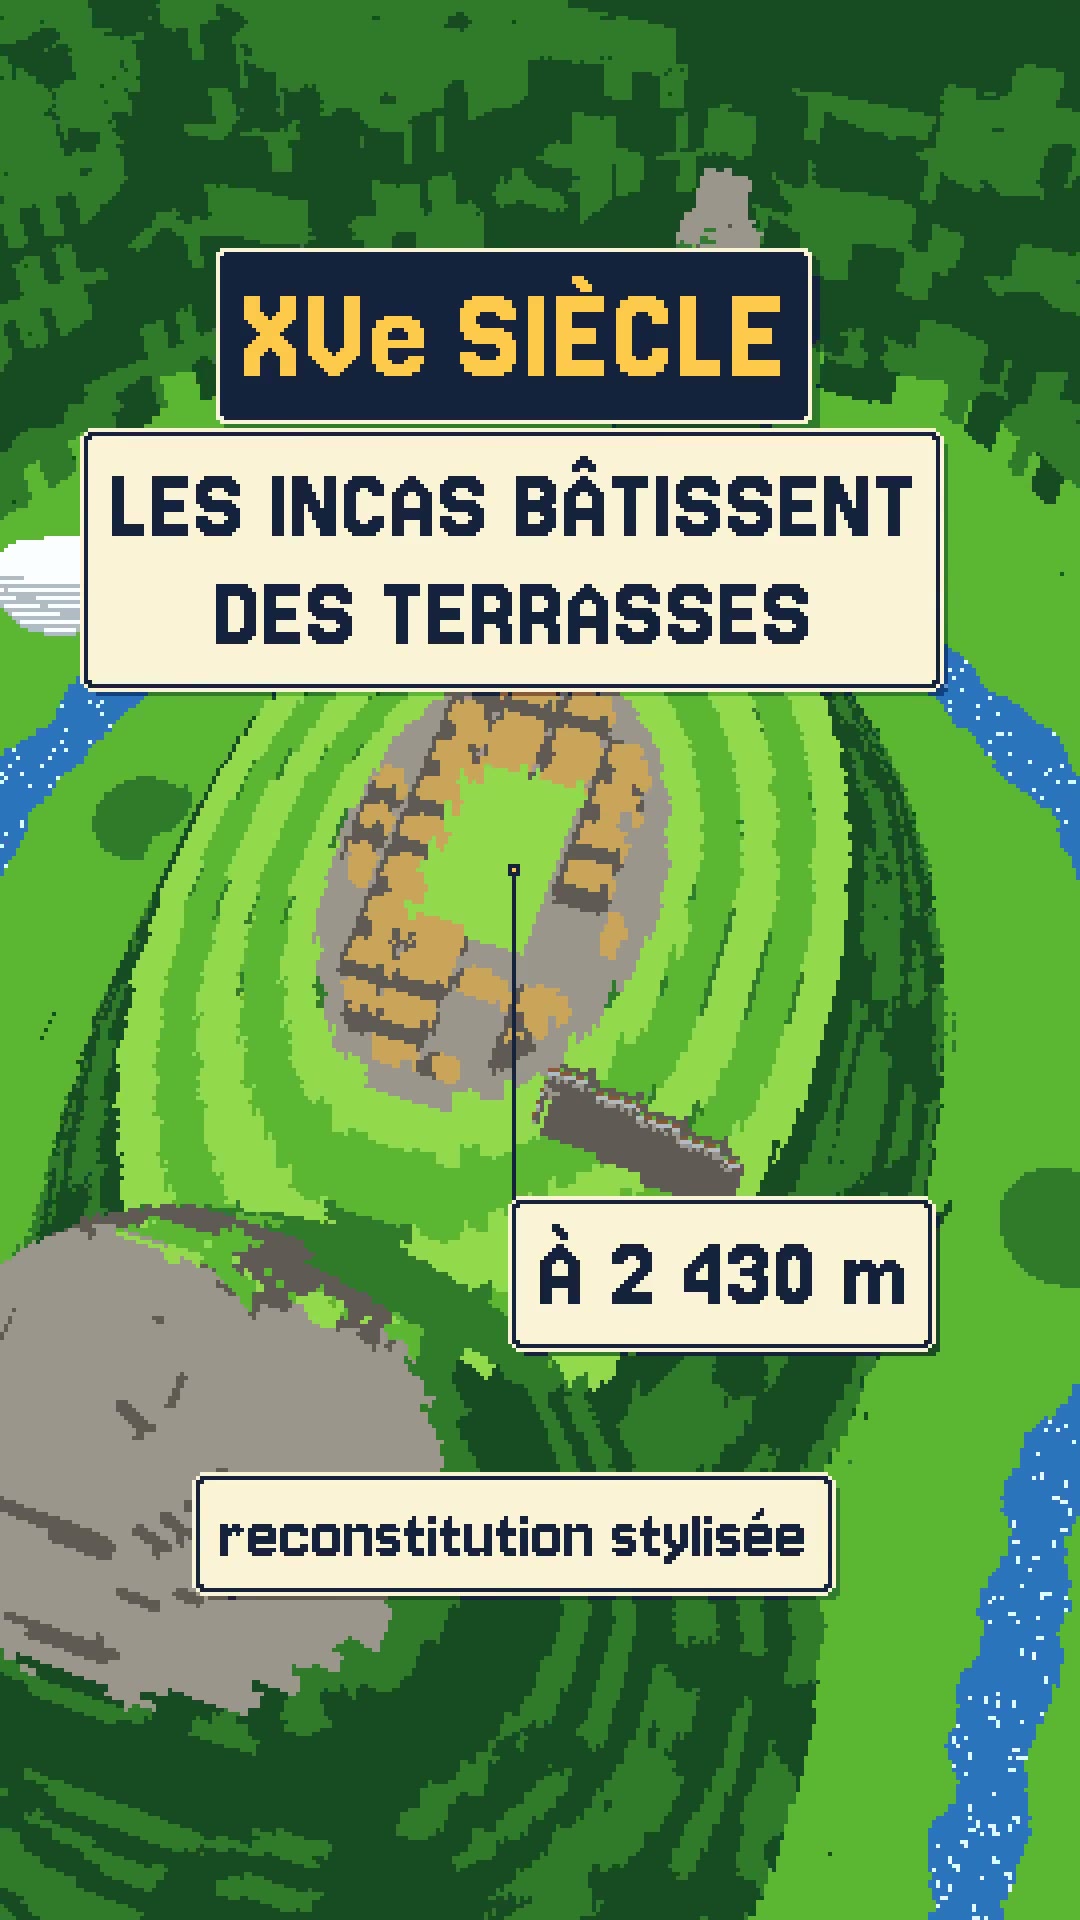 XVe SIÈCLE
LES INCAS BÂTISSENT
DES TERRASSES
À 2 430 m
reconstitution stylisée